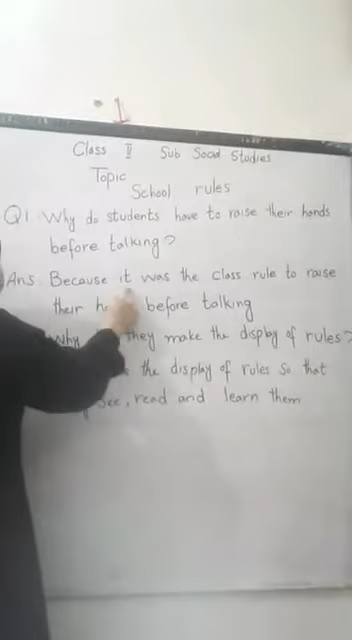 Class II Sub Social Studies
Topic
School rules
Q1 Why do students have to raise their hands
before talking?
Ans. Because it was the class rule to raise
their before talking
Why they make the display of rules?
the display of rules so that
see, read and learn them